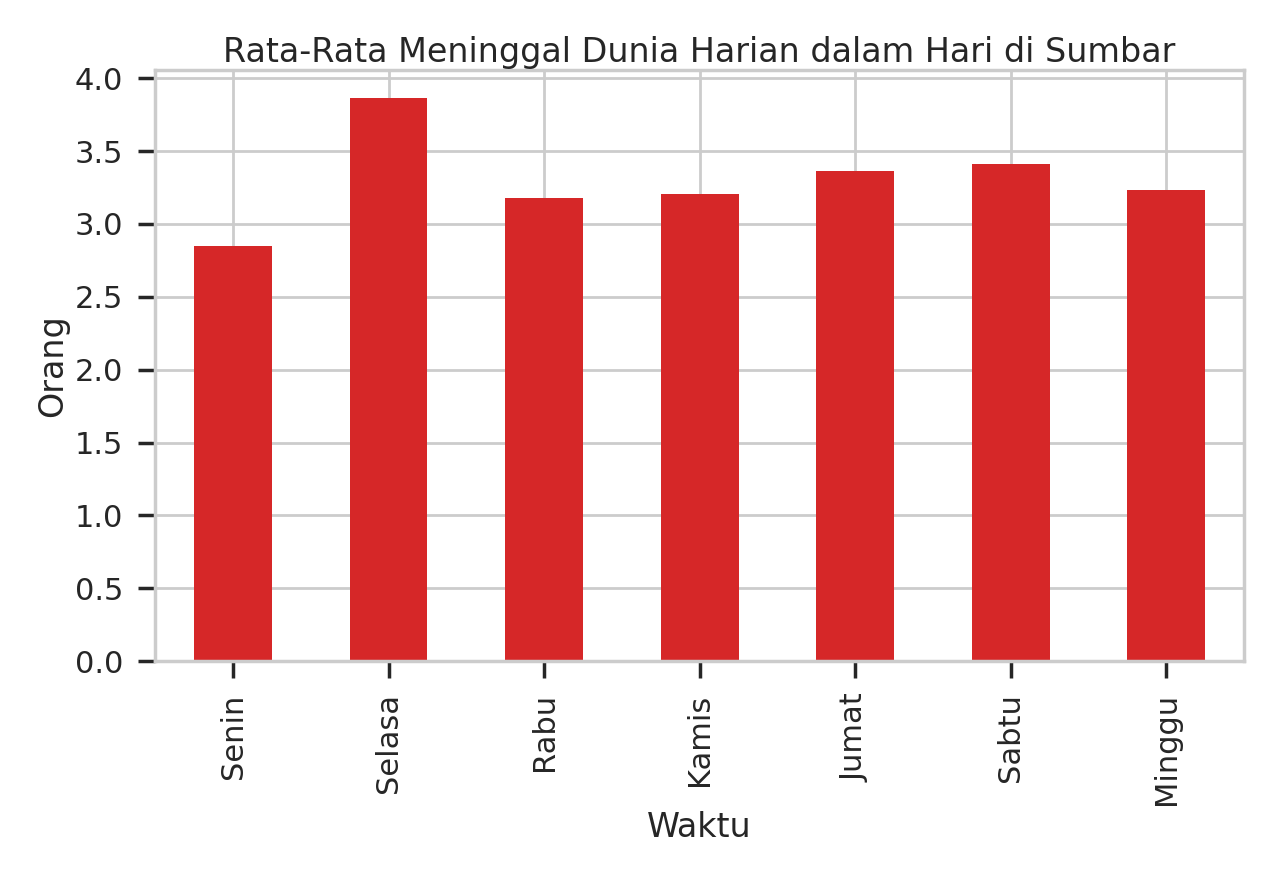 Rata-Rata Meninggal Dunia Harian dalam Hari di Sumbar
4.0
3.5
3.0
2.5
2.0
1.5
1.0
0.5
0.0
Orang
Senin
Selasa
Rabu
Kamis
Jumat
Sabtu
Minggu
Waktu